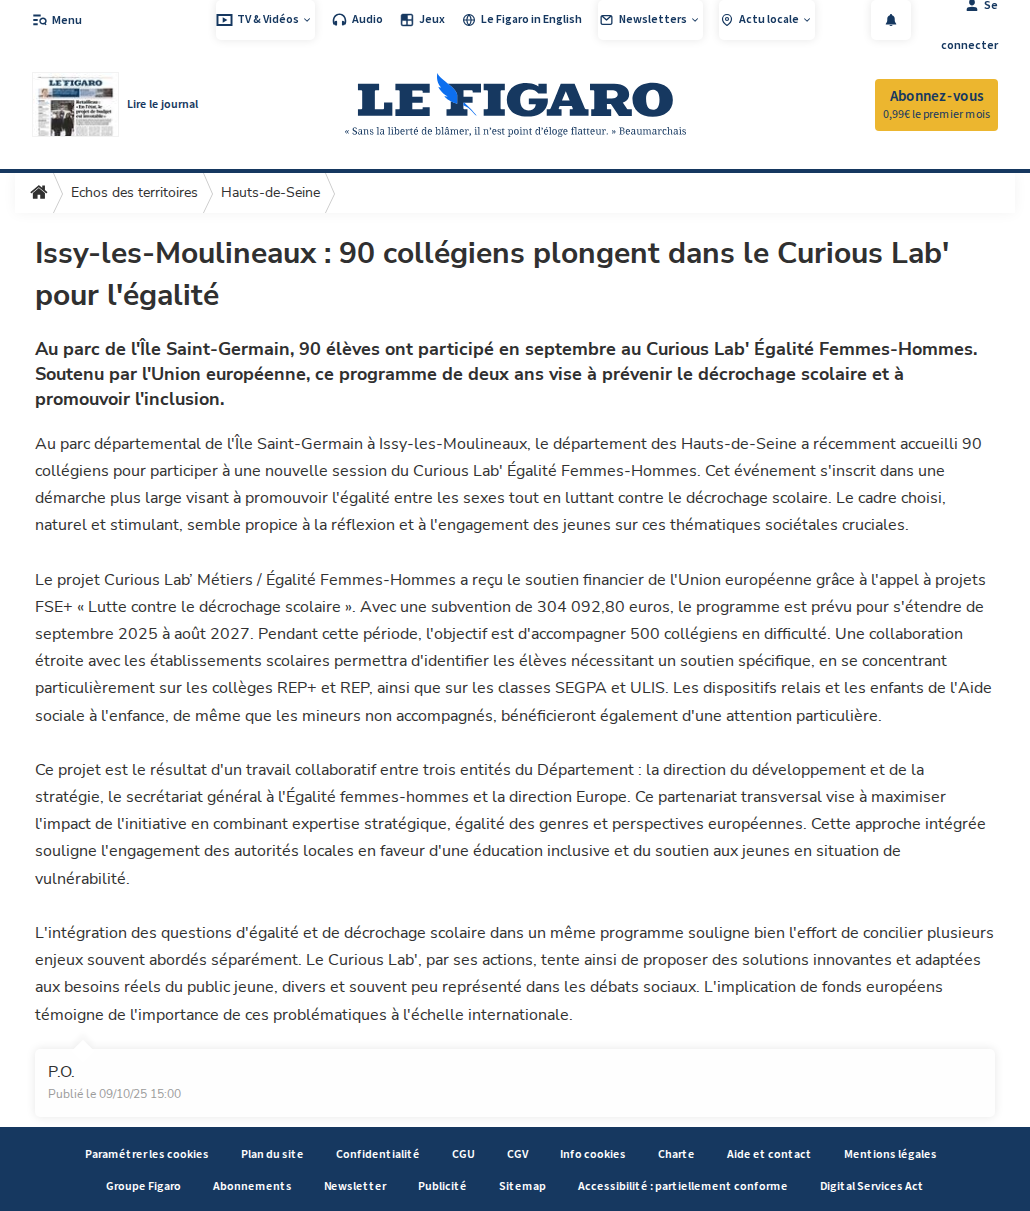 Menu
TV & Vidéos
Audio
Jeux
Le Figaro in English
Newsletters
Actu locale
Se connecter
LE FIGARO
Lire le journal
LE FIGARO
« Sans la liberté de blâmer, il n'est point d'éloge flatteur. » Beaumarchais
Abonnez-vous
0,99€ le premier mois
Echos des territoires
Hauts-de-Seine
Issy-les-Moulineaux : 90 collégiens plongent dans le Curious Lab'
pour l'égalité
Au parc de l'Île Saint-Germain, 90 élèves ont participé en septembre au Curious Lab' Égalité Femmes-Hommes.
Soutenu par l'Union européenne, ce programme de deux ans vise à prévenir le décrochage scolaire et à
promouvoir l'inclusion.
Au parc départemental de l'Île Saint-Germain à Issy-les-Moulineaux, le département des Hauts-de-Seine a récemment accueilli 90
collégiens pour participer à une nouvelle session du Curious Lab' Égalité Femmes-Hommes. Cet événement s'inscrit dans une
démarche plus large visant à promouvoir l'égalité entre les sexes tout en luttant contre le décrochage scolaire. Le cadre choisi,
naturel et stimulant, semble propice à la réflexion et à l'engagement des jeunes sur ces thématiques sociétales cruciales.
Le projet Curious Lab’ Métiers / Égalité Femmes-Hommes a reçu le soutien financier de l'Union européenne grâce à l'appel à projets
FSE+ « Lutte contre le décrochage scolaire ». Avec une subvention de 304 092,80 euros, le programme est prévu pour s'étendre de
septembre 2025 à août 2027. Pendant cette période, l'objectif est d'accompagner 500 collégiens en difficulté. Une collaboration
étroite avec les établissements scolaires permettra d'identifier les élèves nécessitant un soutien spécifique, en se concentrant
particulièrement sur les collèges REP+ et REP, ainsi que sur les classes SEGPA et ULIS. Les dispositifs relais et les enfants de l'Aide
sociale à l'enfance, de même que les mineurs non accompagnés, bénéficieront également d'une attention particulière.
Ce projet est le résultat d'un travail collaboratif entre trois entités du Département : la direction du développement et de la
stratégie, le secrétariat général à l'Égalité femmes-hommes et la direction Europe. Ce partenariat transversal vise à maximiser
l'impact de l'initiative en combinant expertise stratégique, égalité des genres et perspectives européennes. Cette approche intégrée
souligne l'engagement des autorités locales en faveur d'une éducation inclusive et du soutien aux jeunes en situation de
vulnérabilité.
L'intégration des questions d'égalité et de décrochage scolaire dans un même programme souligne bien l'effort de concilier plusieurs
enjeux souvent abordés séparément. Le Curious Lab', par ses actions, tente ainsi de proposer des solutions innovantes et adaptées
aux besoins réels du public jeune, divers et souvent peu représenté dans les débats sociaux. L'implication de fonds européens
témoigne de l'importance de ces problématiques à l'échelle internationale.
P.O.
Publié le 09/10/25 15:00
Paramétrer les cookies
Plan du site
Confidentialité
CGU
CGV
Info cookies
Charte
Aide et contact
Mentions légales
Groupe Figaro
Abonnements
Newsletter
Publicité
Sitemap
Accessibilité : partiellement conforme
Digital Services Act